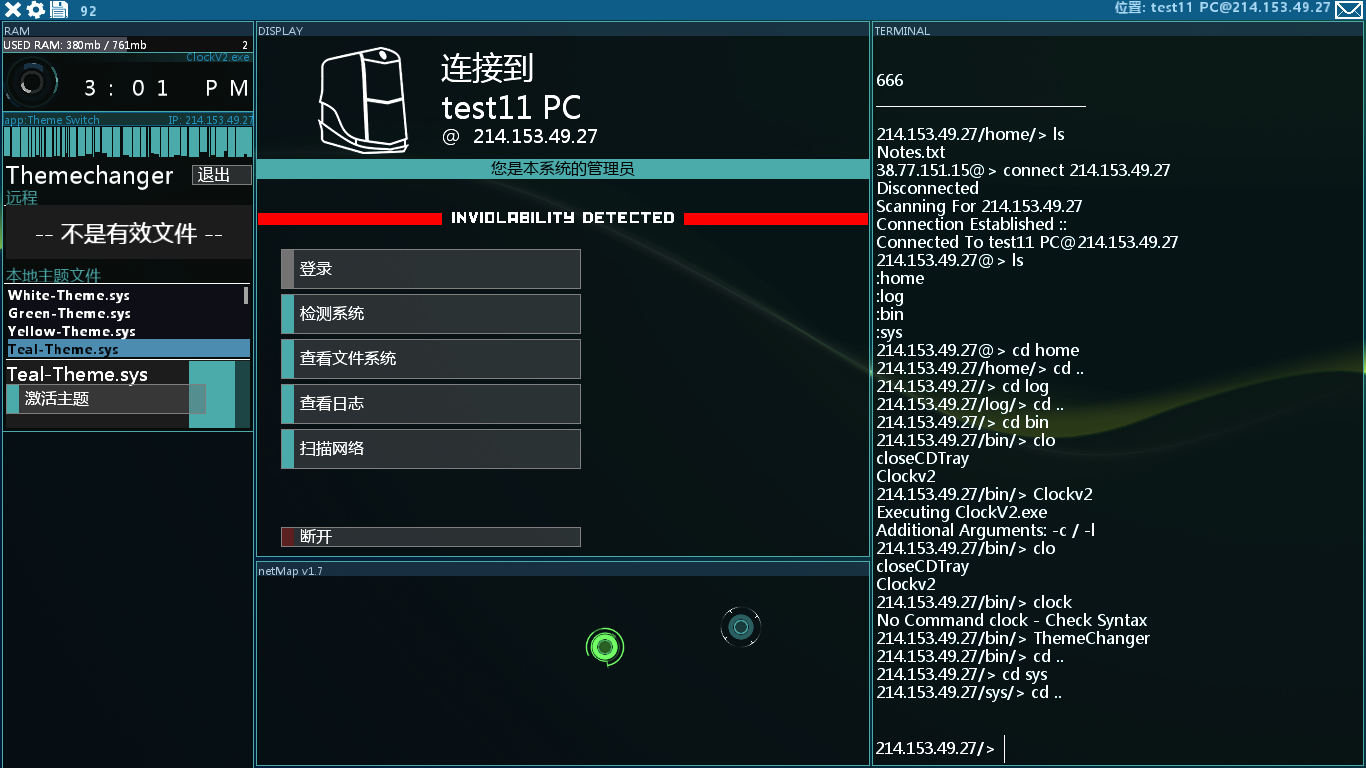 92
位置: test11 PC@214.153.49.27
RAM
USED RAM: 380mb / 761mb 2
ClockV2.exe
3 : 0 1 P M
app:Theme Switch IP: 214.153.49.27
Themechanger 退出
远程
-- 不是有效文件 --
本地主题文件
White-Theme.sys
Green-Theme.sys
Yellow-Theme.sys
Teal-Theme.sys
Teal-Theme.sys
激活主题
DISPLAY
连接到
test11 PC
@ 214.153.49.27
您是本系统的管理员
INVIOLABILITY DETECTED
登录
检测系统
查看文件系统
查看日志
扫描网络
断开
netMap v1.7
TERMINAL
666
214.153.49.27/home/> ls
Notes.txt
38.77.151.15@> connect 214.153.49.27
Disconnected
Scanning For 214.153.49.27
Connection Established ::
Connected To test11 PC@214.153.49.27
214.153.49.27@> ls
:home
:log
:bin
:sys
214.153.49.27@> cd home
214.153.49.27/home/> cd ..
214.153.49.27/> cd log
214.153.49.27/log/> cd ..
214.153.49.27/> cd bin
214.153.49.27/bin/> clo
closeCDTray
Clockv2
214.153.49.27/bin/> Clockv2
Executing ClockV2.exe
Additional Arguments: -c / -l
214.153.49.27/bin/> clo
closeCDTray
Clockv2
214.153.49.27/bin/> clock
No Command clock - Check Syntax
214.153.49.27/bin/> ThemeChanger
214.153.49.27/bin/> cd ..
214.153.49.27/> cd sys
214.153.49.27/sys/> cd ..
214.153.49.27/>